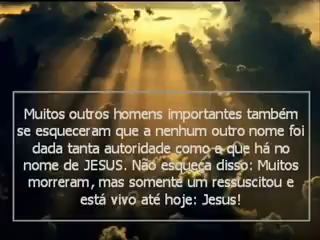 Muitos outros homens importantes também
se esqueceram que a nenhum outro nome foi
dada tanta autoridade como a que há no
nome de JESUS. Não esqueça disso: Muitos
morreram, mas somente um ressuscitou e
está vivo até hoje: Jesus!